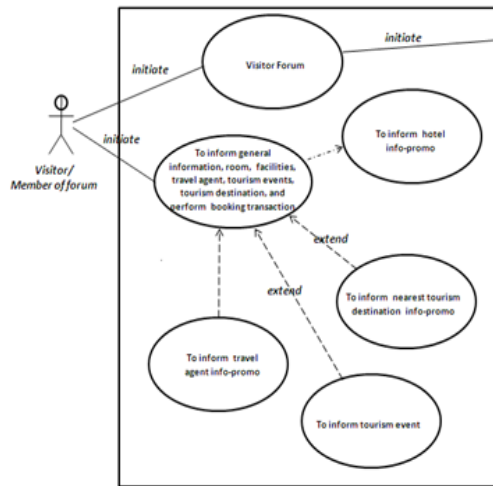 initiate
Visitor Forum
initiate
initiate
Visitor/
Member of forum
To inform general
information, room, facilities,
travel agent, tourism events,
tourism destination, and
perform booking transaction
To inform hotel
info-promo
extend
extend
To inform nearest tourism
destination info-promo
To inform travel
agent info-promo
To inform tourism event